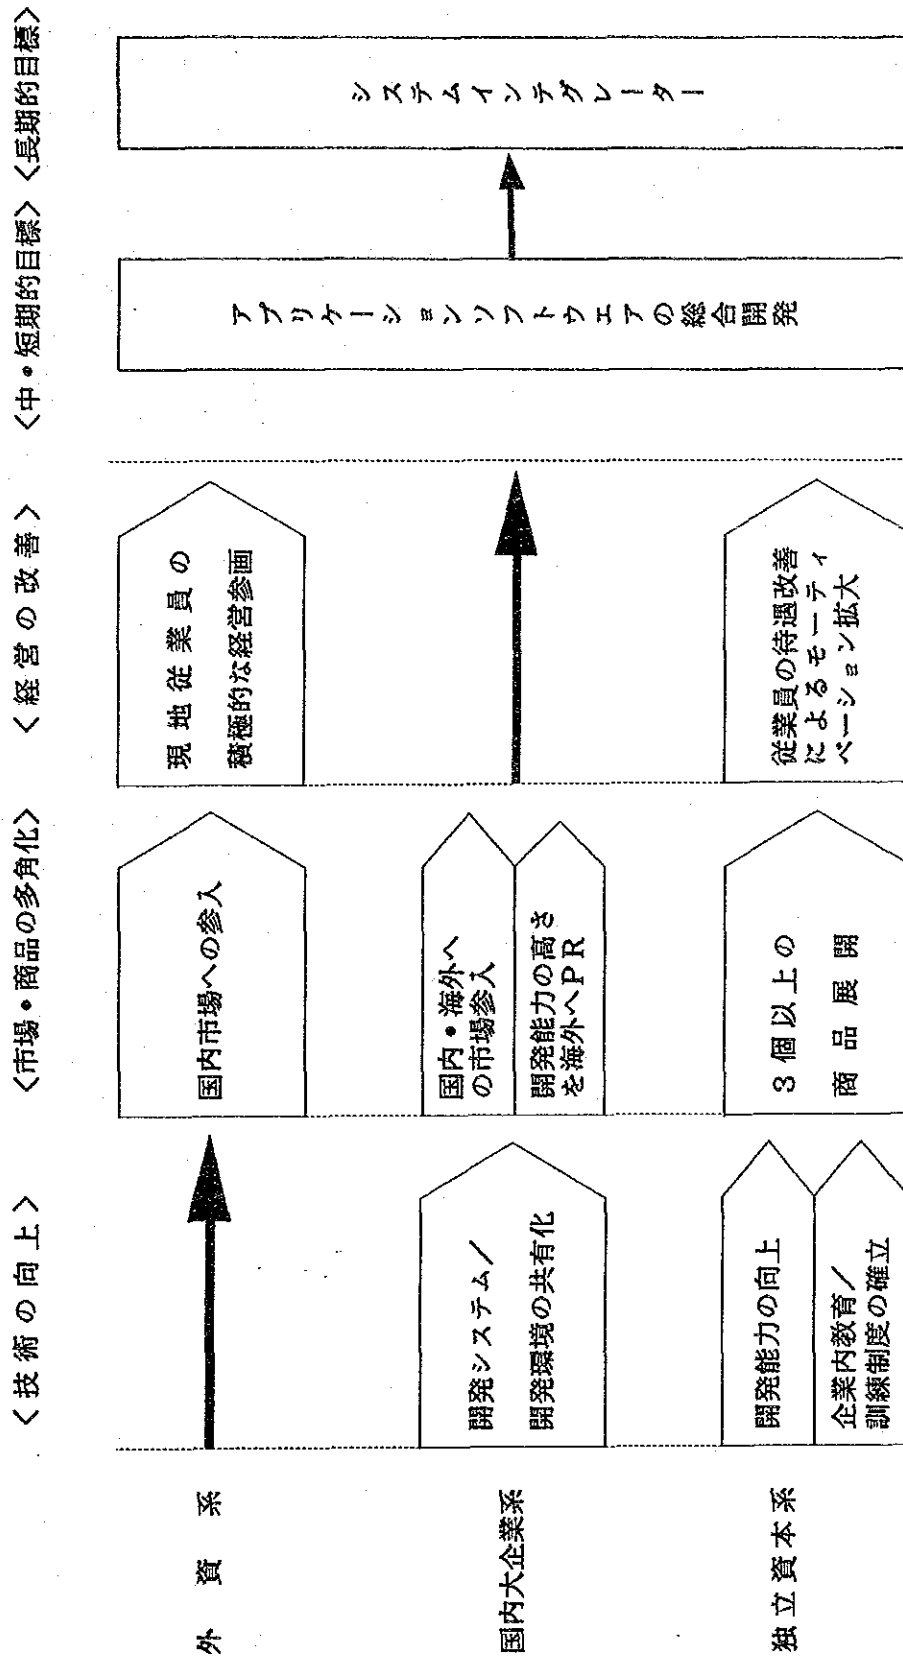 <技術の向上>
<市場・商品の多角化>
<経営の改善>
<中・短期的目標>
<長期的目標>
外資系
国内市場への参入
現地従業員の
積極的な経営参画
国内大企業系
開発システム/
開発環境の共有化
国内・海外へ
の市場参入
開発能力の高さ
を海外へPR
独立資本系
開発能力の向上
企業内教育/
訓練制度の確立
3個以上の
商品展開
従業員の待遇改善
によるモーティ
ベーション拡大
アプリケーションソフトウエアの総合開発
システムインテグレーター